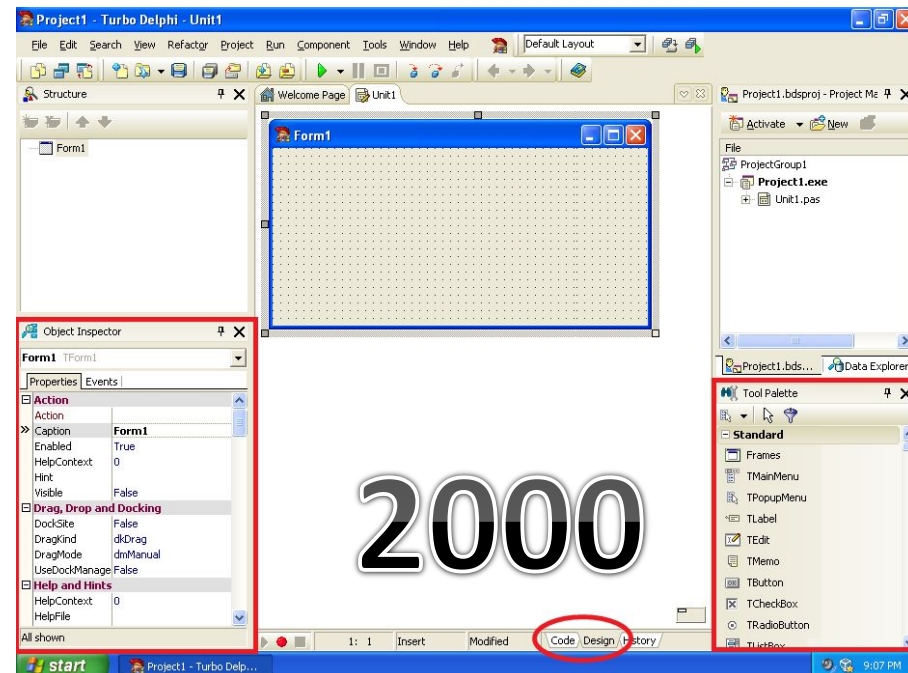 Project1 - Turbo Delphi - Unit1
File Edit Search View Refactor Project Run Component Tools Window Help Default Layout
Structure
Form1
Welcome Page Unit1
Form1
Project1.bdsproj - Project Ma
Activate New
File
ProjectGroup1
Project1.exe
Unit1.pas
Project1.bds... Data Explorer
Object Inspector
Form1 TForm1
Properties Events
Action
Action
Caption Form1
Enabled True
HelpContext 0
Hint
Visible False
Drag, Drop and Docking
DockSite False
DragKind dkDrag
DragMode dmManual
UseDockManage False
Help and Hints
HelpContext 0
HelpFile
All shown
2000
1: 1 Insert Modified Code Design History
Tool Palette
Standard
Frames
TMainMenu
TPopupMenu
TLabel
TEdit
TMemo
TButton
TCheckBox
TRadioButton
TListBox
start Project1 - Turbo Delp... 9:07 PM